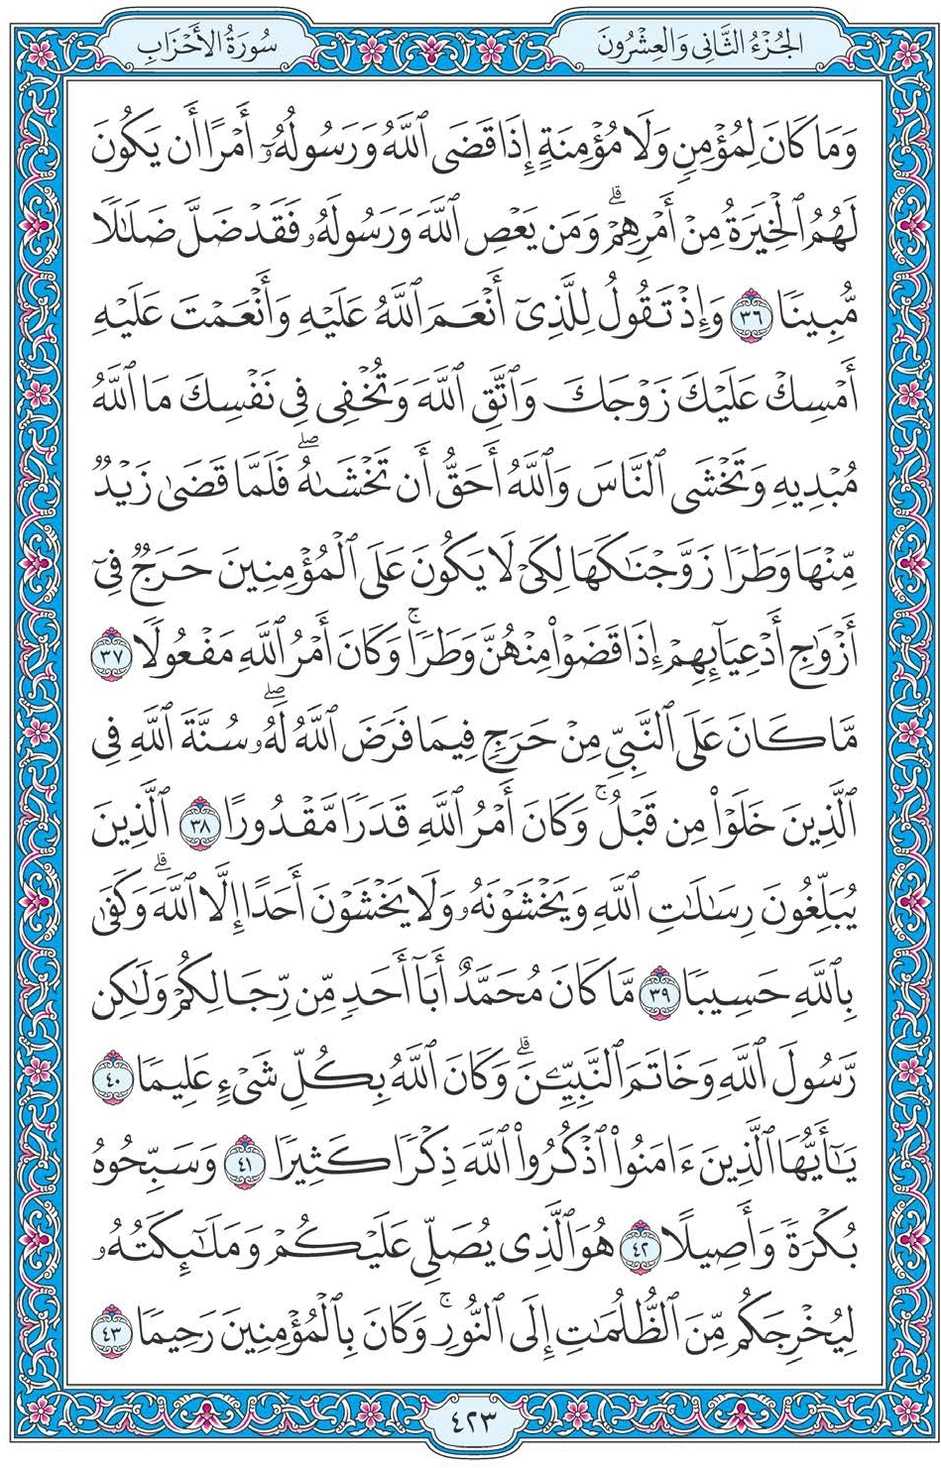 الجُزْءُ الثَّانِي وَالعِشْرُونَ
سُورَةُ الأَحْزَابِ
وَمَا كَانَ لِمُؤْمِنٍ وَلَا مُؤْمِنَةٍ إِذَا قَضَى ٱللَّهُ وَرَسُولُهُۥٓ أَمْرًا أَن يَكُونَ
لَهُمُ ٱلْخِيَرَةُ مِنْ أَمْرِهِمْ ۗ وَمَن يَعْصِ ٱللَّهَ وَرَسُولَهُۥ فَقَدْ ضَلَّ ضَلَٰلًا
مُّبِينًا ٣٦ وَإِذْ تَقُولُ لِلَّذِىٓ أَنْعَمَ ٱللَّهُ عَلَيْهِ وَأَنْعَمْتَ عَلَيْهِ
أَمْسِكْ عَلَيْكَ زَوْجَكَ وَٱتَّقِ ٱللَّهَ وَتُخْفِى فِى نَفْسِكَ مَا ٱللَّهُ
مُبْدِيهِ وَتَخْشَى ٱلنَّاسَ وَٱللَّهُ أَحَقُّ أَن تَخْشَىٰهُ ۖ فَلَمَّا قَضَىٰ زَيْدٌ
مِّنْهَا وَطَرًا زَوَّجْنَٰكَهَا لِكَىْ لَا يَكُونَ عَلَى ٱلْمُؤْمِنِينَ حَرَجٌ فِىٓ
أَزْوَٰجِ أَدْعِيَآئِهِمْ إِذَا قَضَوْا۟ مِنْهُنَّ وَطَرًا ۚ وَكَانَ أَمْرُ ٱللَّهِ مَفْعُولًا ٣٧
مَّا كَانَ عَلَى ٱلنَّبِىِّ مِنْ حَرَجٍ فِيمَا فَرَضَ ٱللَّهُ لَهُۥ ۖ سُنَّةَ ٱللَّهِ فِى
ٱلَّذِينَ خَلَوْا۟ مِن قَبْلُ ۚ وَكَانَ أَمْرُ ٱللَّهِ قَدَرًا مَّقْدُورًا ٣٨ ٱلَّذِينَ
يُبَلِّغُونَ رِسَٰلَٰتِ ٱللَّهِ وَيَخْشَوْنَهُۥ وَلَا يَخْشَوْنَ أَحَدًا إِلَّا ٱللَّهَ ۗ وَكَفَىٰ
بِٱللَّهِ حَسِيبًا ٣٩ مَّا كَانَ مُحَمَّدٌ أَبَآ أَحَدٍ مِّن رِّجَالِكُمْ وَلَٰكِن
رَّسُولَ ٱللَّهِ وَخَاتَمَ ٱلنَّبِيِّـۧنَ ۗ وَكَانَ ٱللَّهُ بِكُلِّ شَىْءٍ عَلِيمًا ٤٠
يَٰٓأَيُّهَا ٱلَّذِينَ ءَامَنُوا۟ ٱذْكُرُوا۟ ٱللَّهَ ذِكْرًا كَثِيرًا ٤١ وَسَبِّحُوهُ
بُكْرَةً وَأَصِيلًا ٤٢ هُوَ ٱلَّذِى يُصَلِّى عَلَيْكُمْ وَمَلَٰٓئِكَتُهُۥ
لِيُخْرِجَكُم مِّنَ ٱلظُّلُمَٰتِ إِلَى ٱلنُّورِ ۚ وَكَانَ بِٱلْمُؤْمِنِينَ رَحِيمًا ٤٣
٤٢٣